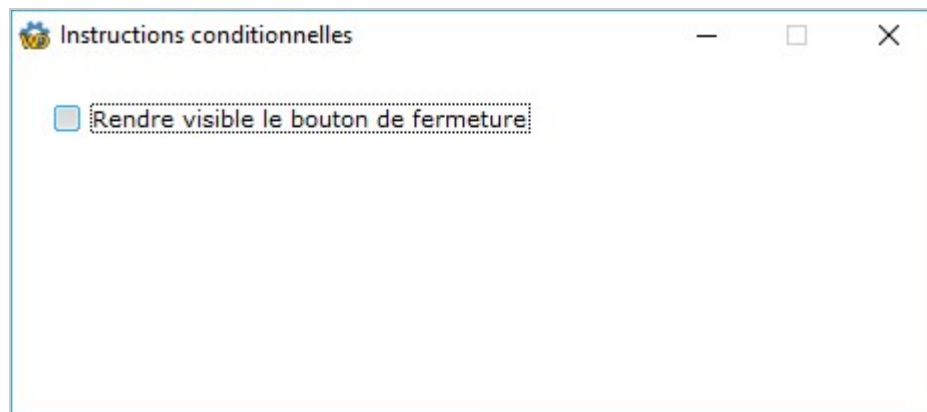 Instructions conditionnelles
Rendre visible le bouton de fermeture